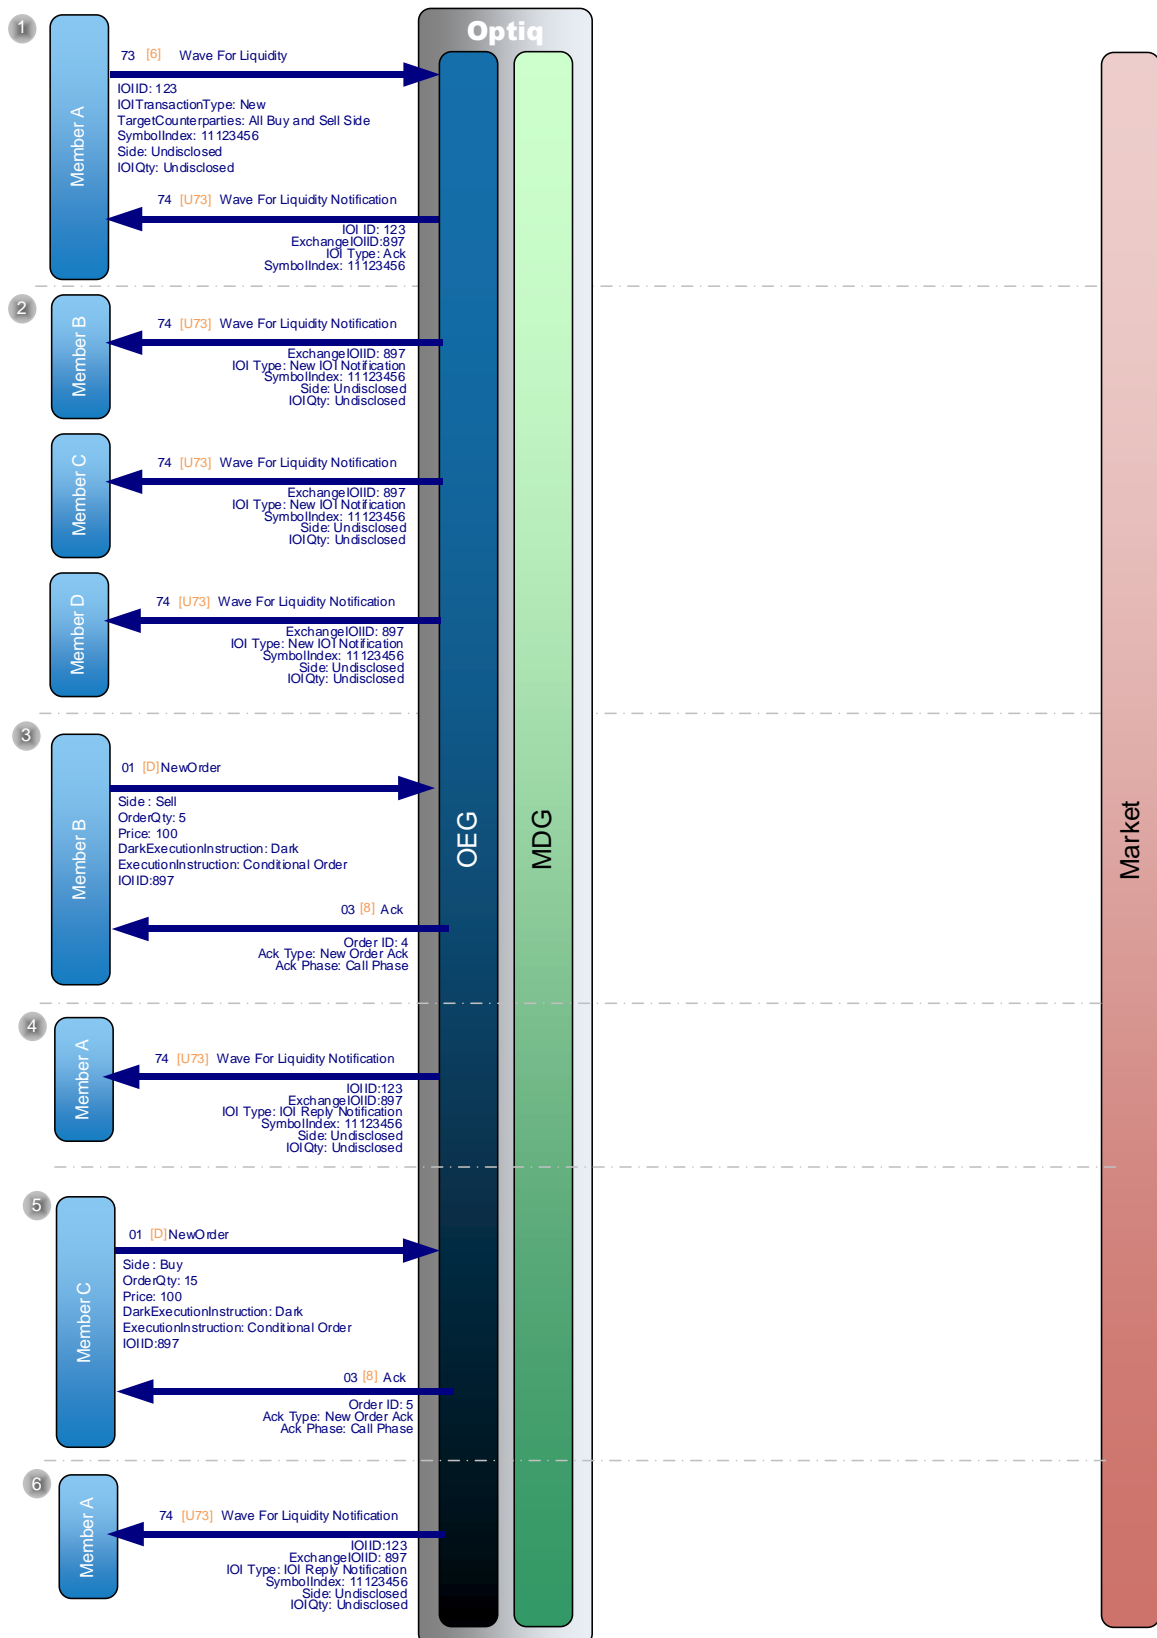 1
Optiq
Member A
73 [6] Wave For Liquidity
IOIID: 123
IOITransactionType: New
TargetCounterparties: All Buy and Sell Side
SymbolIndex: 11123456
Side: Undisclosed
IOIQty: Undisclosed
74 [U73] Wave For Liquidity Notification
IOI ID: 123
ExchangeIOIID:897
IOI Type: Ack
SymbolIndex: 11123456
2
Member B
74 [U73] Wave For Liquidity Notification
ExchangeIOIID: 897
IOI Type: New IOI Notification
SymbolIndex: 11123456
Side: Undisclosed
IOIQty: Undisclosed
Member C
74 [U73] Wave For Liquidity Notification
ExchangeIOIID: 897
IOI Type: New IOI Notification
SymbolIndex: 11123456
Side: Undisclosed
IOIQty: Undisclosed
Member D
74 [U73] Wave For Liquidity Notification
ExchangeIOIID: 897
IOI Type: New IOI Notification
SymbolIndex: 11123456
Side: Undisclosed
IOIQty: Undisclosed
3
Member B
01 [D] NewOrder
Side : Sell
OrderQty: 5
Price: 100
DarkExecutionInstruction: Dark
ExecutionInstruction: Conditional Order
IOIID:897
03 [8] Ack
Order ID: 4
Ack Type: New Order Ack
Ack Phase: Call Phase
OEG
MDG
Market
4
Member A
74 [U73] Wave For Liquidity Notification
IOIID:123
ExchangeIOIID:897
IOI Type: IOI Reply Notification
SymbolIndex: 11123456
Side: Undisclosed
IOIQty: Undisclosed
5
Member C
01 [D] NewOrder
Side : Buy
OrderQty: 15
Price: 100
DarkExecutionInstruction: Dark
ExecutionInstruction: Conditional Order
IOIID:897
03 [8] Ack
Order ID: 5
Ack Type: New Order Ack
Ack Phase: Call Phase
6
Member A
74 [U73] Wave For Liquidity Notification
IOIID:123
ExchangeIOIID: 897
IOI Type: IOI Reply Notification
SymbolIndex: 11123456
Side: Undisclosed
IOIQty: Undisclosed